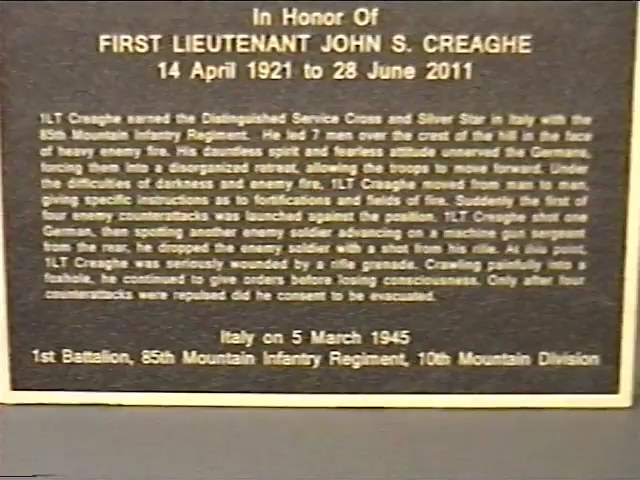 In Honor Of
FIRST LIEUTENANT JOHN S. CREAGHE
14 April 1921 to 28 June 2011
1LT Creaghe earned the Distinguished Service Cross and Silver Star in Italy with the
85th Mountain Infantry Regiment. He led 7 men over the crest of the hill in the face
of heavy enemy fire. His dauntless spirit and fearless attitude unnerved the Germans,
forcing them into a disorganized retreat, allowing the troops to move forward. Under
the difficulties of darkness and enemy fire, 1LT Creaghe moved from man to man,
giving specific instructions as to fortifications and fields of fire. Suddenly the first of
four enemy counterattacks was launched against the position. 1LT Creaghe shot one
German, then spotting another enemy soldier advancing on a machine gun sergeant
from the rear, he dropped the enemy soldier with a shot from his rifle. At this point,
1LT Creaghe was seriously wounded by a rifle grenade. Crawling painfully into a
foxhole, he continued to give orders before losing consciousness. Only after four
counterattacks were repulsed did he consent to be evacuated.
Italy on 5 March 1945
1st Battalion, 85th Mountain Infantry Regiment, 10th Mountain Division